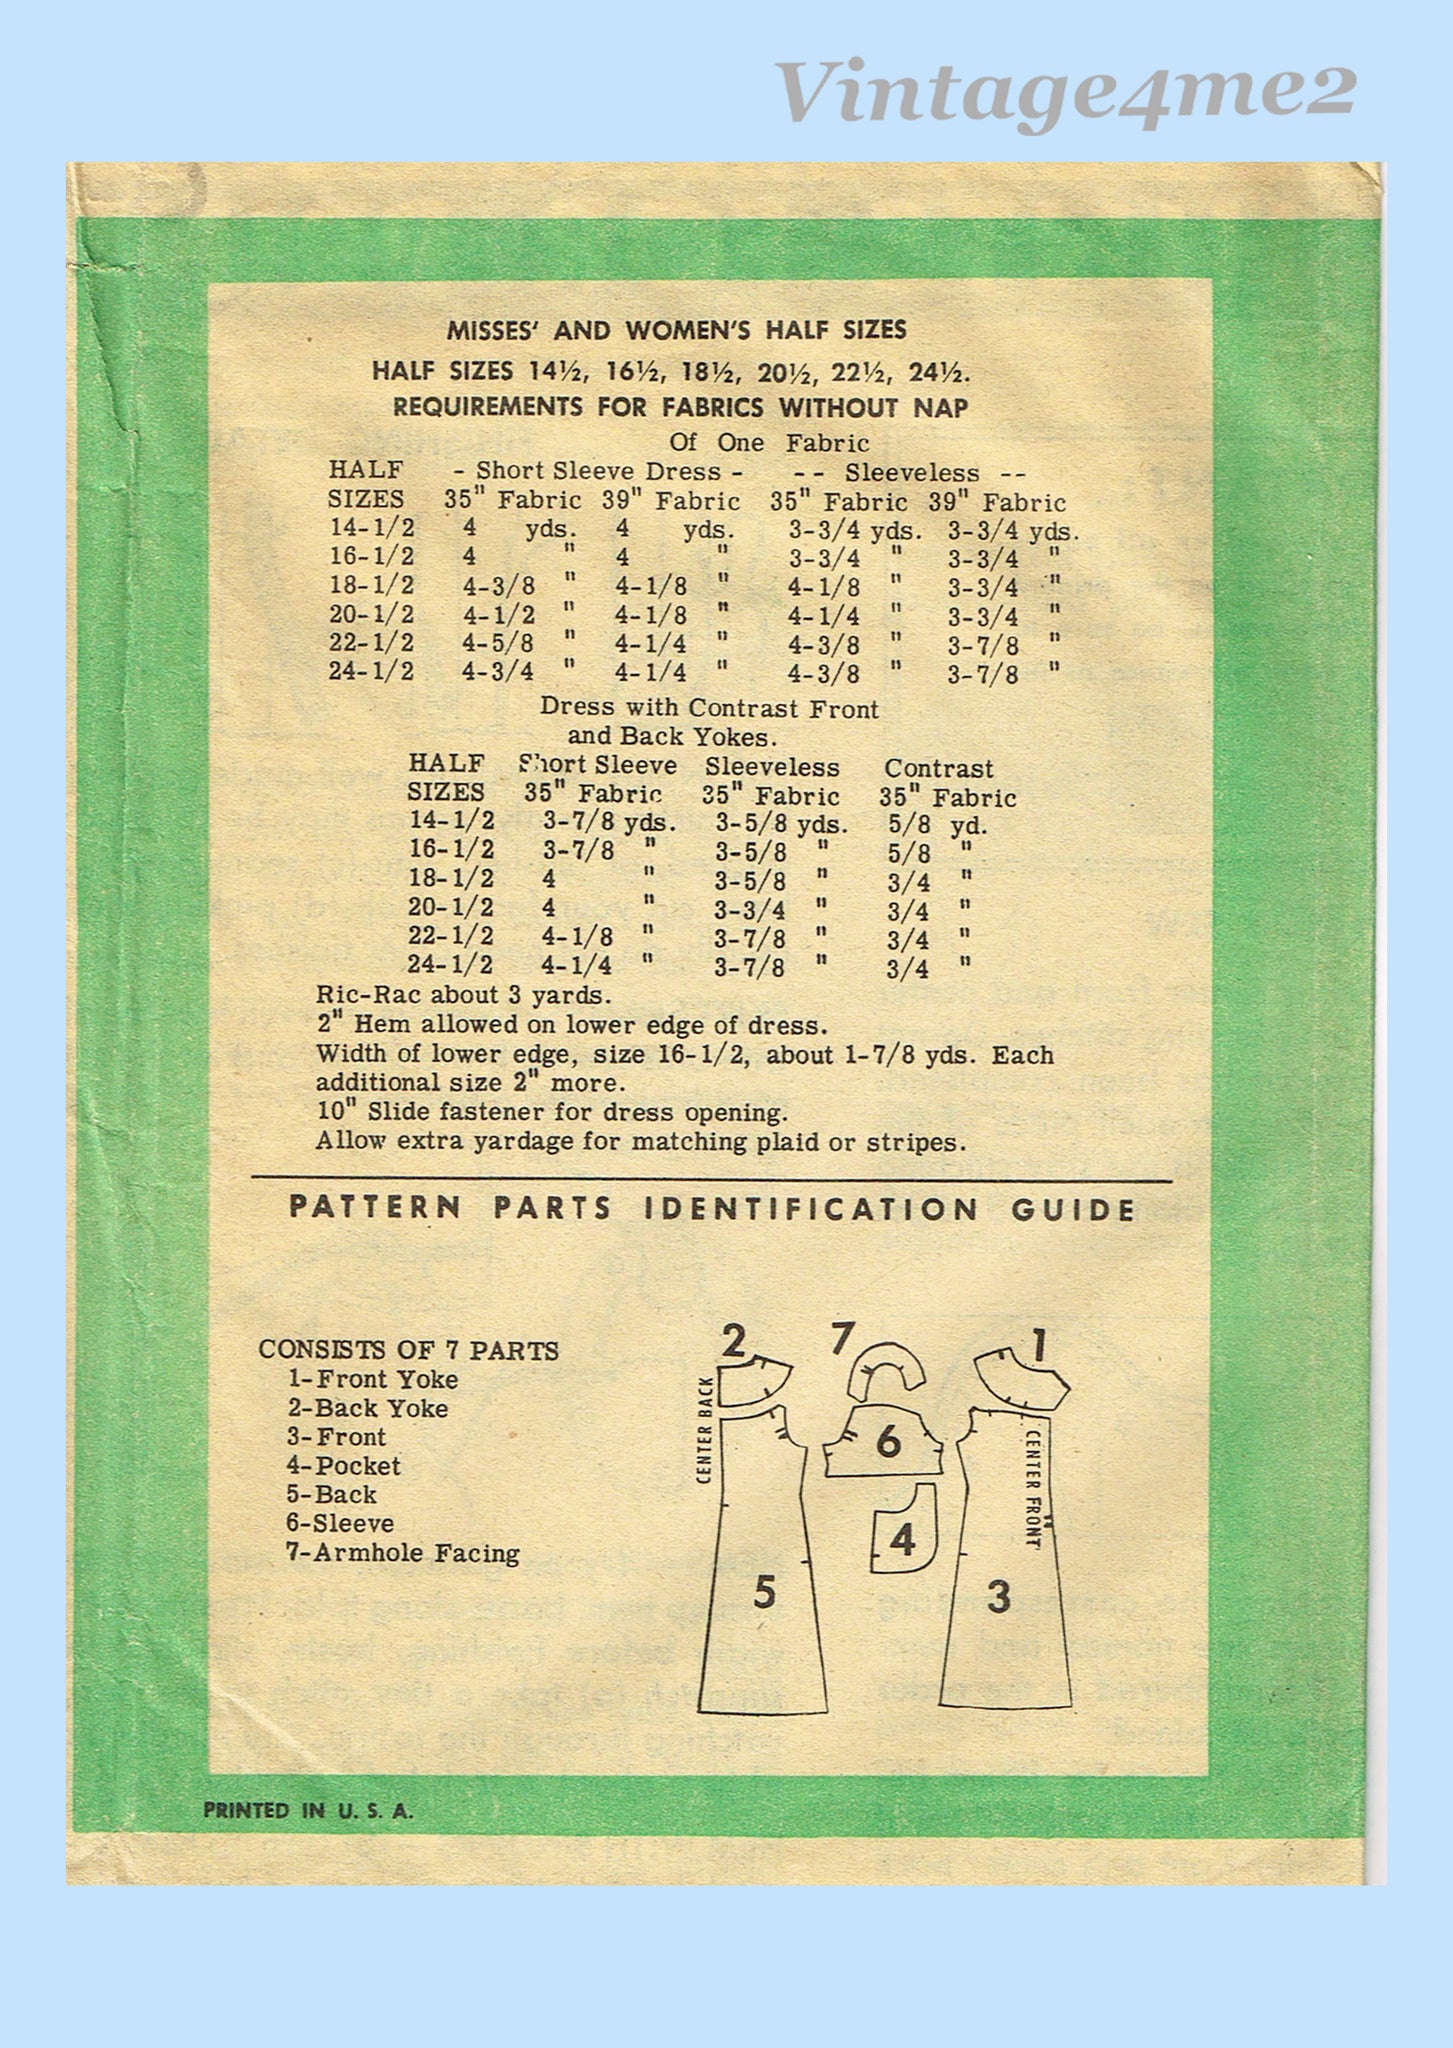 Vintage4me2
MISSES' AND WOMEN'S HALF SIZES
HALF SIZES 14½, 16½, 18½, 20½, 22½, 24½.
REQUIREMENTS FOR FABRICS WITHOUT NAP
Of One Fabric
HALF - Short Sleeve Dress - -- Sleeveless --
SIZES 35" Fabric 39" Fabric 35" Fabric 39" Fabric
14-1/2 4 yds. 4 yds. 3-3/4 yds. 3-3/4 yds.
16-1/2 4 " 4 " 3-3/4 " 3-3/4 "
18-1/2 4-3/8 " 4-1/8 " 4-1/8 " 3-3/4 "
20-1/2 4-1/2 " 4-1/8 " 4-1/4 " 3-3/4 "
22-1/2 4-5/8 " 4-1/4 " 4-3/8 " 3-7/8 "
24-1/2 4-3/4 " 4-1/4 " 4-3/8 " 3-7/8 "
Dress with Contrast Front
and Back Yokes.
HALF Short Sleeve Sleeveless Contrast
SIZES 35" Fabric 35" Fabric 35" Fabric
14-1/2 3-7/8 yds. 3-5/8 yds. 5/8 yd.
16-1/2 3-7/8 " 3-5/8 " 5/8 "
18-1/2 4 " 3-5/8 " 3/4 "
20-1/2 4 " 3-3/4 " 3/4 "
22-1/2 4-1/8 " 3-7/8 " 3/4 "
24-1/2 4-1/4 " 3-7/8 " 3/4 "
Ric-Rac about 3 yards.
2" Hem allowed on lower edge of dress.
Width of lower edge, size 16-1/2, about 1-7/8 yds. Each
additional size 2" more.
10" Slide fastener for dress opening.
Allow extra yardage for matching plaid or stripes.
PATTERN PARTS IDENTIFICATION GUIDE
CONSISTS OF 7 PARTS
1-Front Yoke
2-Back Yoke
3-Front
4-Pocket
5-Back
6-Sleeve
7-Armhole Facing
2 7 1
CENTER BACK
6
CENTER FRONT
4
5 3
PRINTED IN U. S. A.